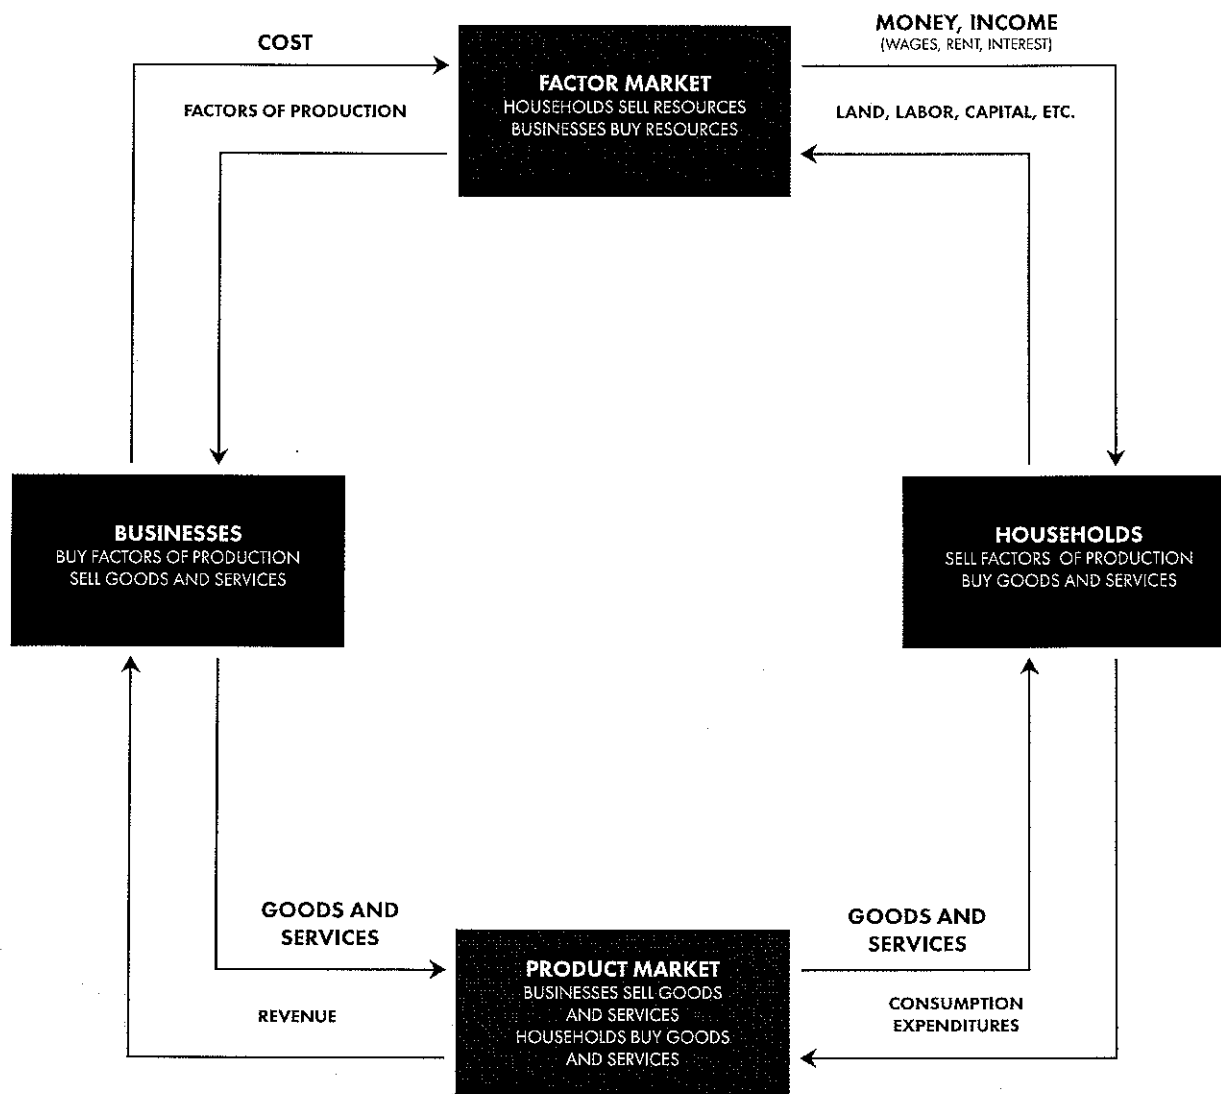 COST
MONEY, INCOME
(WAGES, RENT, INTEREST)
FACTOR MARKET
HOUSEHOLDS SELL RESOURCES
BUSINESSES BUY RESOURCES
FACTORS OF PRODUCTION
LAND, LABOR, CAPITAL, ETC.
BUSINESSES
BUY FACTORS OF PRODUCTION
SELL GOODS AND SERVICES
HOUSEHOLDS
SELL FACTORS OF PRODUCTION
BUY GOODS AND SERVICES
GOODS AND
SERVICES
GOODS AND
SERVICES
PRODUCT MARKET
BUSINESSES SELL GOODS
AND SERVICES
HOUSEHOLDS BUY GOODS
AND SERVICES
REVENUE
CONSUMPTION
EXPENDITURES